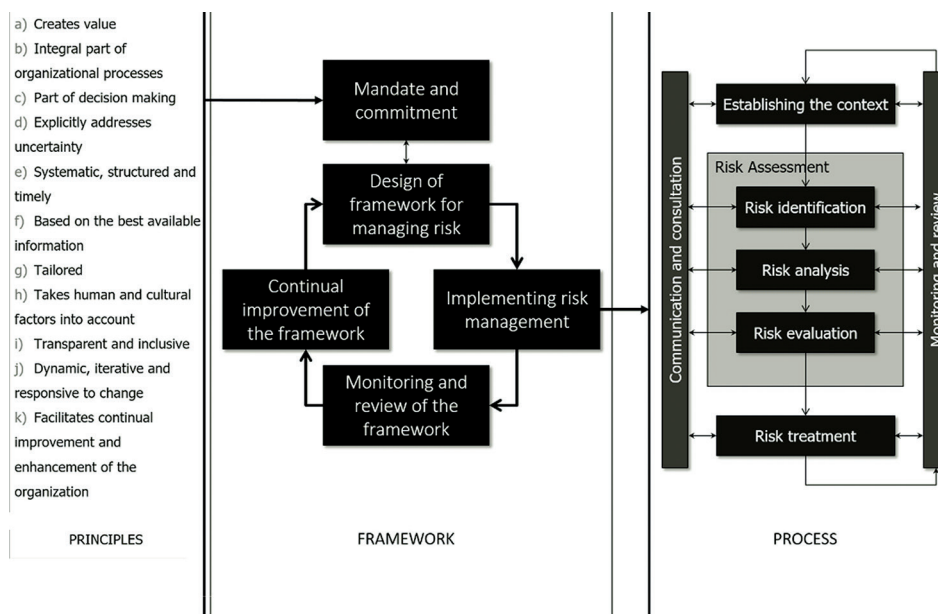 a) Creates value
b) Integral part of
organizational processes
c) Part of decision making
d) Explicitly addresses
uncertainty
e) Systematic, structured and
timely
f) Based on the best available
information
g) Tailored
h) Takes human and cultural
factors into account
i) Transparent and inclusive
j) Dynamic, iterative and
responsive to change
k) Facilitates continual
improvement and
enhancement of the
organization
PRINCIPLES
Mandate and
commitment
Design of
framework for
managing risk
Continual
improvement of
the framework
Implementing risk
management
Monitoring and
review of the
framework
FRAMEWORK
Communication and consultation
Establishing the context
Risk Assessment
Risk identification
Risk analysis
Risk evaluation
Risk treatment
Monitoring and review
PROCESS